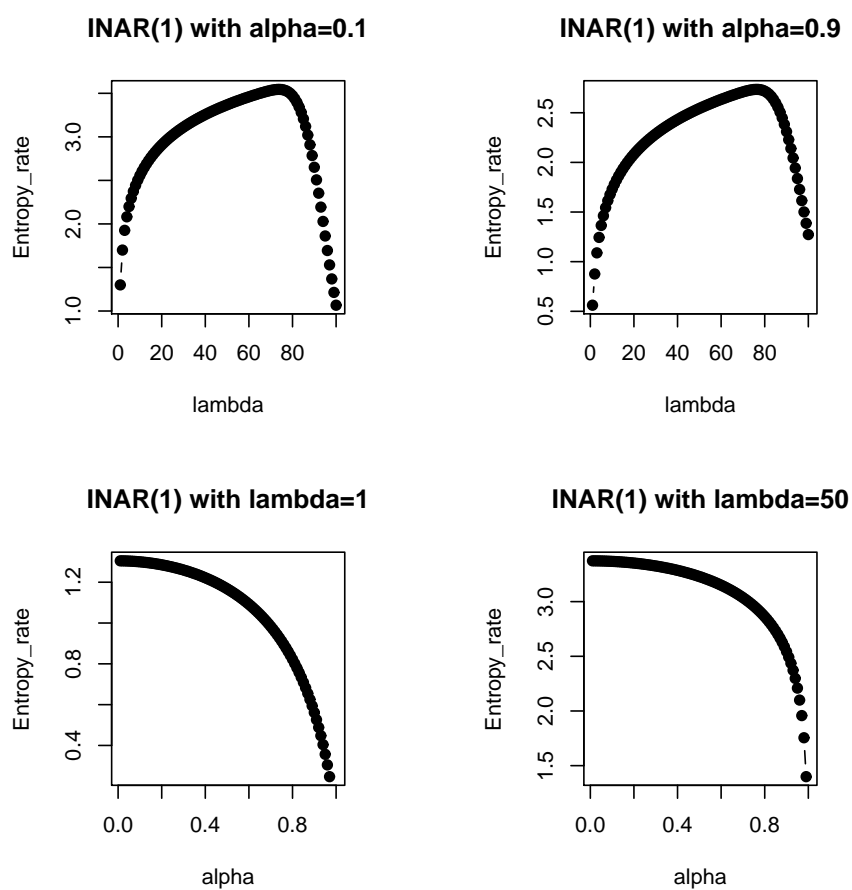 INAR(1) with alpha=0.1
Entropy_rate
1.0
2.0
3.0
0 20 40 60 80
lambda
INAR(1) with alpha=0.9
Entropy_rate
0.5
1.0
1.5
2.0
2.5
0 20 40 60 80
lambda
INAR(1) with lambda=1
Entropy_rate
0.4
0.8
1.2
0.0 0.4 0.8
alpha
INAR(1) with lambda=50
Entropy_rate
1.5
2.0
2.5
3.0
0.0 0.4 0.8
alpha